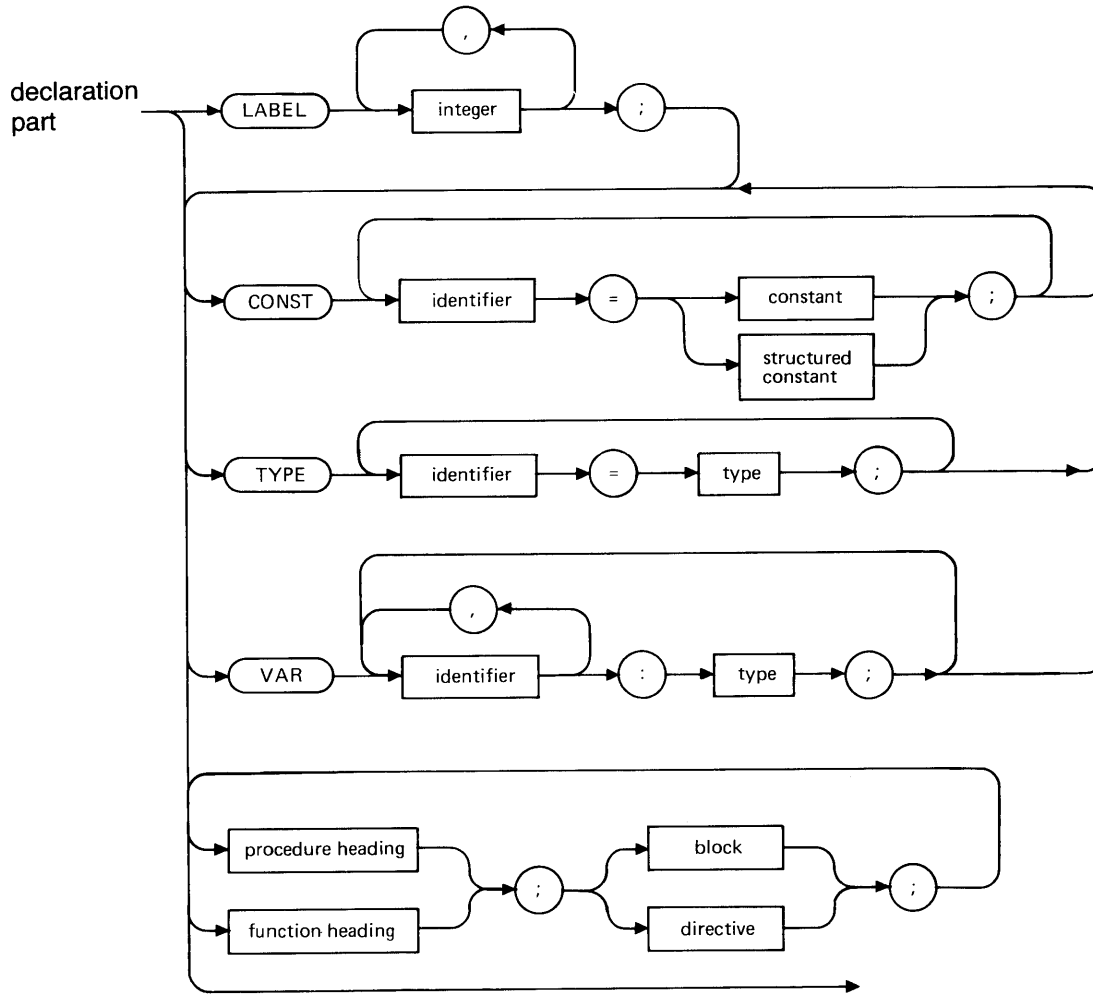 ,
declaration
part
LABEL integer ;
CONST identifier = constant ;
structured
constant
TYPE identifier = type ;
,
VAR identifier : type ;
procedure heading block
; ;
function heading directive